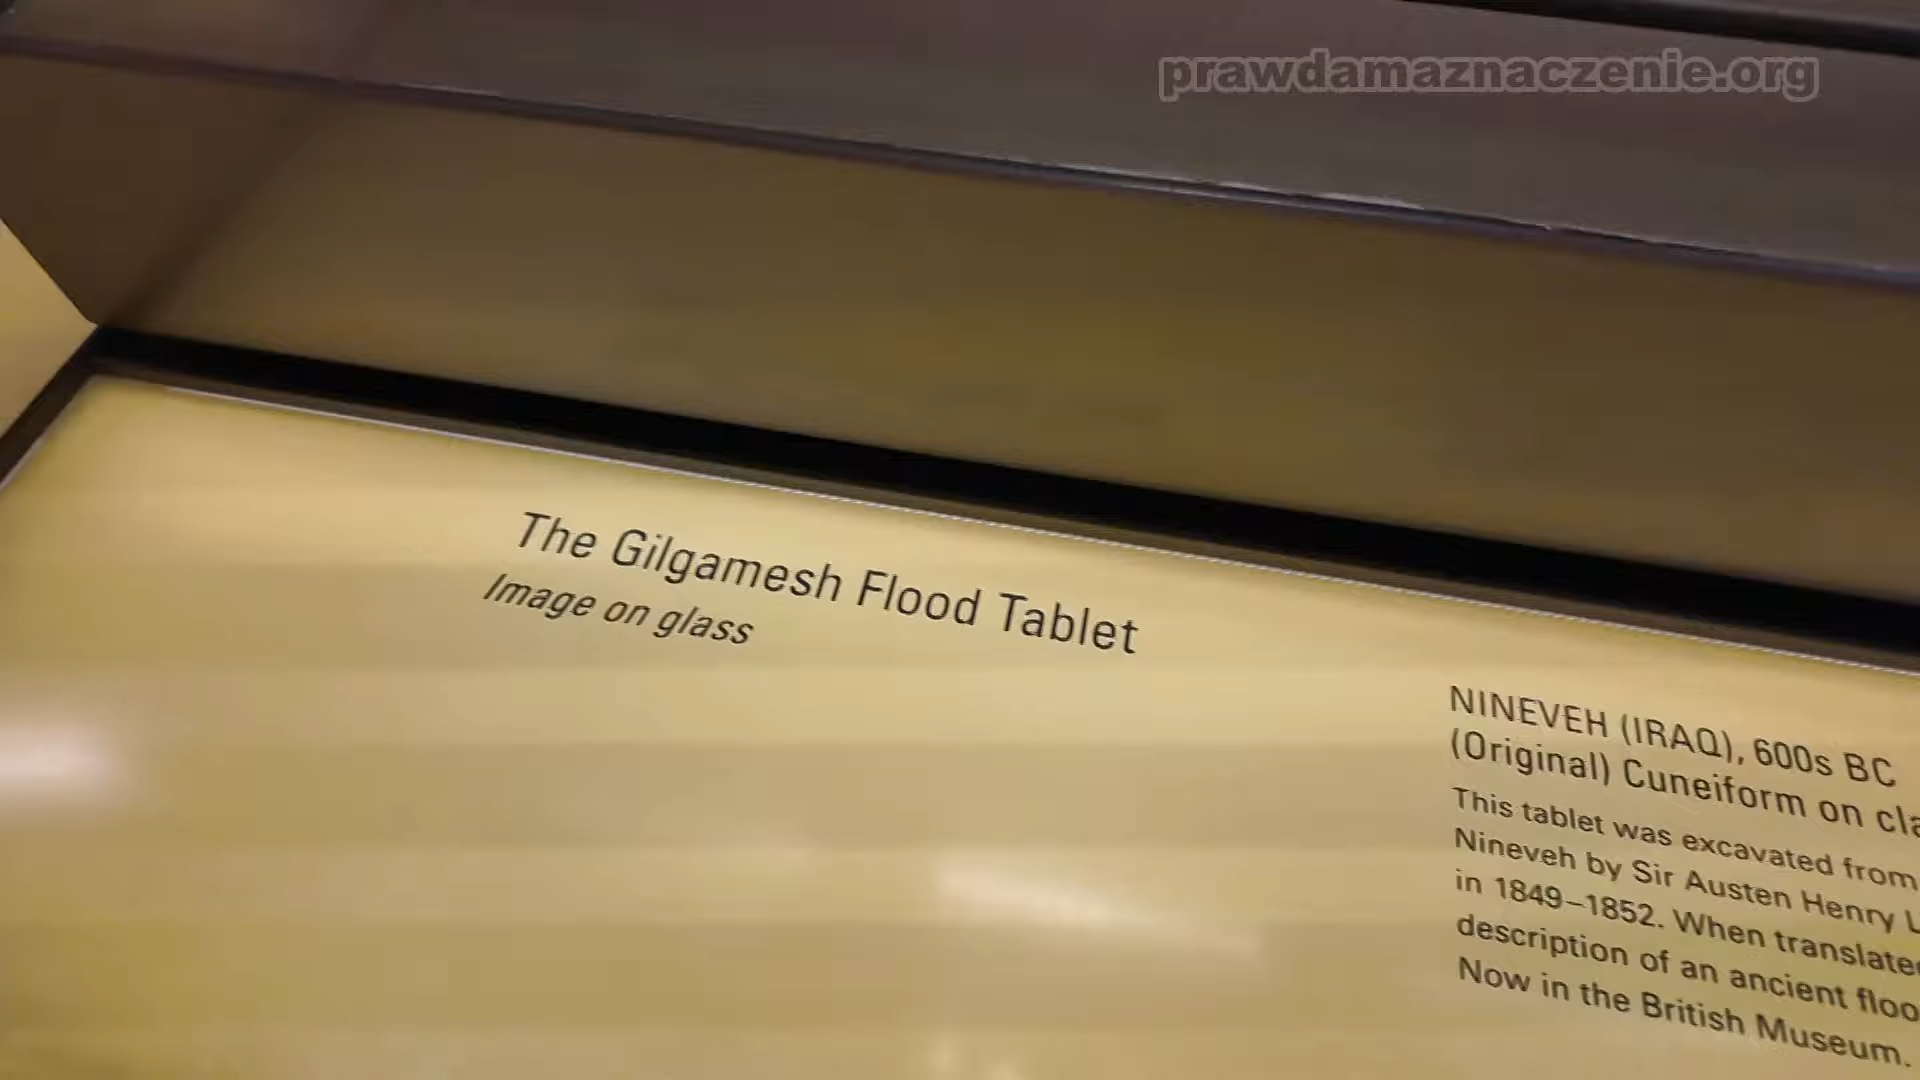 prawdamaznaczenie.org
The Gilgamesh Flood Tablet
Image on glass
NINEVEH (IRAQ), 600s BC
(Original) Cuneiform on
This tablet was excavated from
Nineveh by Sir Austen Henry
in 1849–1852. When
description of an ancient
Now in the British Museum.